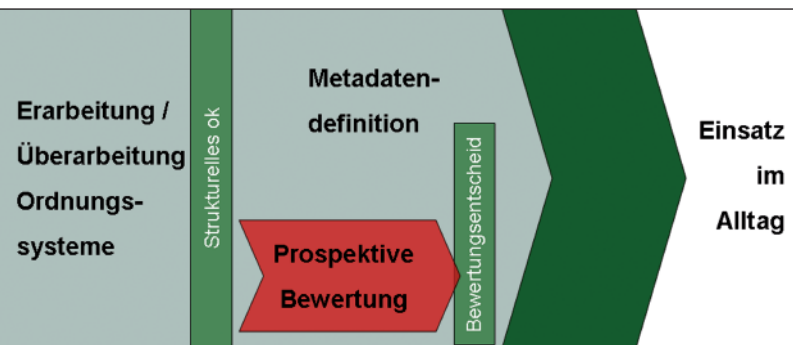 Erarbeitung /
Überarbeitung
Ordnungs-
systeme
Strukturelles ok
Metadaten-
definition
Prospektive
Bewertung
Bewertungsentscheid
Einsatz
im
Alltag